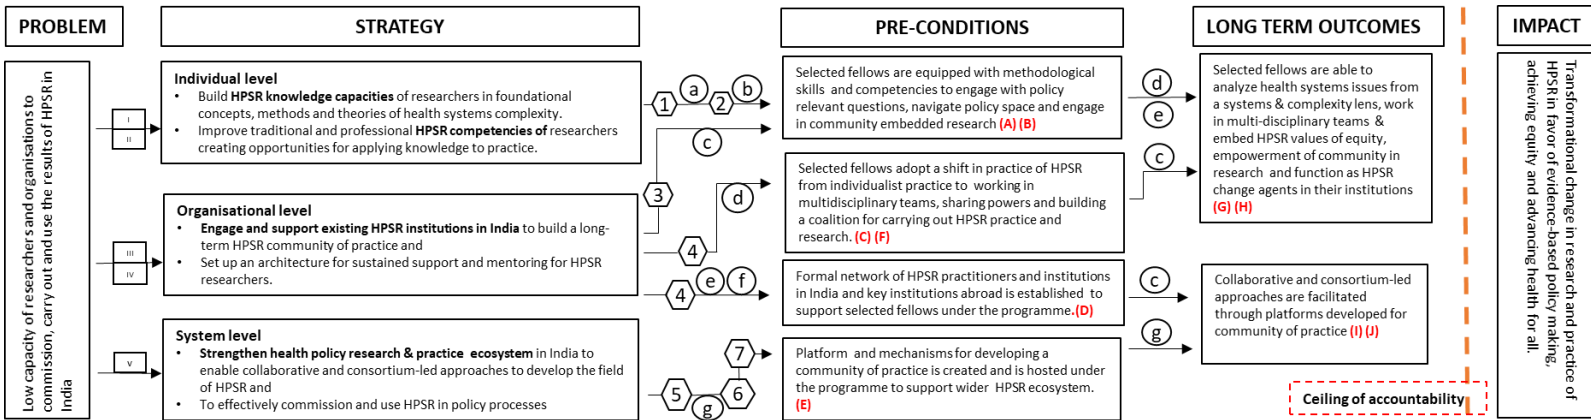 PROBLEM
STRATEGY
PRE-CONDITIONS
LONG TERM OUTCOMES
IMPACT
Low capacity of researchers and organisations to
commission, carry out and use the results of HPSR in
India
I
II
III
IV
V
Individual level
• Build HPSR knowledge capacities of researchers in foundational
concepts, methods and theories of health systems complexity.
• Improve traditional and professional HPSR competencies of researchers
creating opportunities for applying knowledge to practice.
Organisational level
• Engage and support existing HPSR institutions in India to build a long-
term HPSR community of practice and
• Set up an architecture for sustained support and mentoring for HPSR
researchers.
System level
• Strengthen health policy research & practice ecosystem in India to
enable collaborative and consortium-led approaches to develop the field
of HPSR and
• To effectively commission and use HPSR in policy processes
1
a
2
b
c
3
4
d
4
e
f
5
g
6
7
Selected fellows are equipped with methodological
skills and competencies to engage with policy
relevant questions, navigate policy space and engage
in community embedded research (A) (B)
Selected fellows adopt a shift in practice of HPSR
from individualist practice to working in
multidisciplinary teams, sharing powers and building
a coalition for carrying out HPSR practice and
research. (C) (F)
Formal network of HPSR practitioners and institutions
in India and key institutions abroad is established to
support selected fellows under the programme.(D)
Platform and mechanisms for developing a
community of practice is created and is hosted under
the programme to support wider HPSR ecosystem.
(E)
d
e
c
c
g
Selected fellows are able to
analyze health systems issues from
a systems & complexity lens, work
in multi-disciplinary teams &
embed HPSR values of equity,
empowerment of community in
research and function as HPSR
change agents in their institutions
(G) (H)
Collaborative and consortium-led
approaches are facilitated
through platforms developed for
community of practice (I) (J)
Ceiling of accountability
Transformational change in research and practice of
HPSR in favor of evidence-based policy making,
achieving equity and advancing health for all.